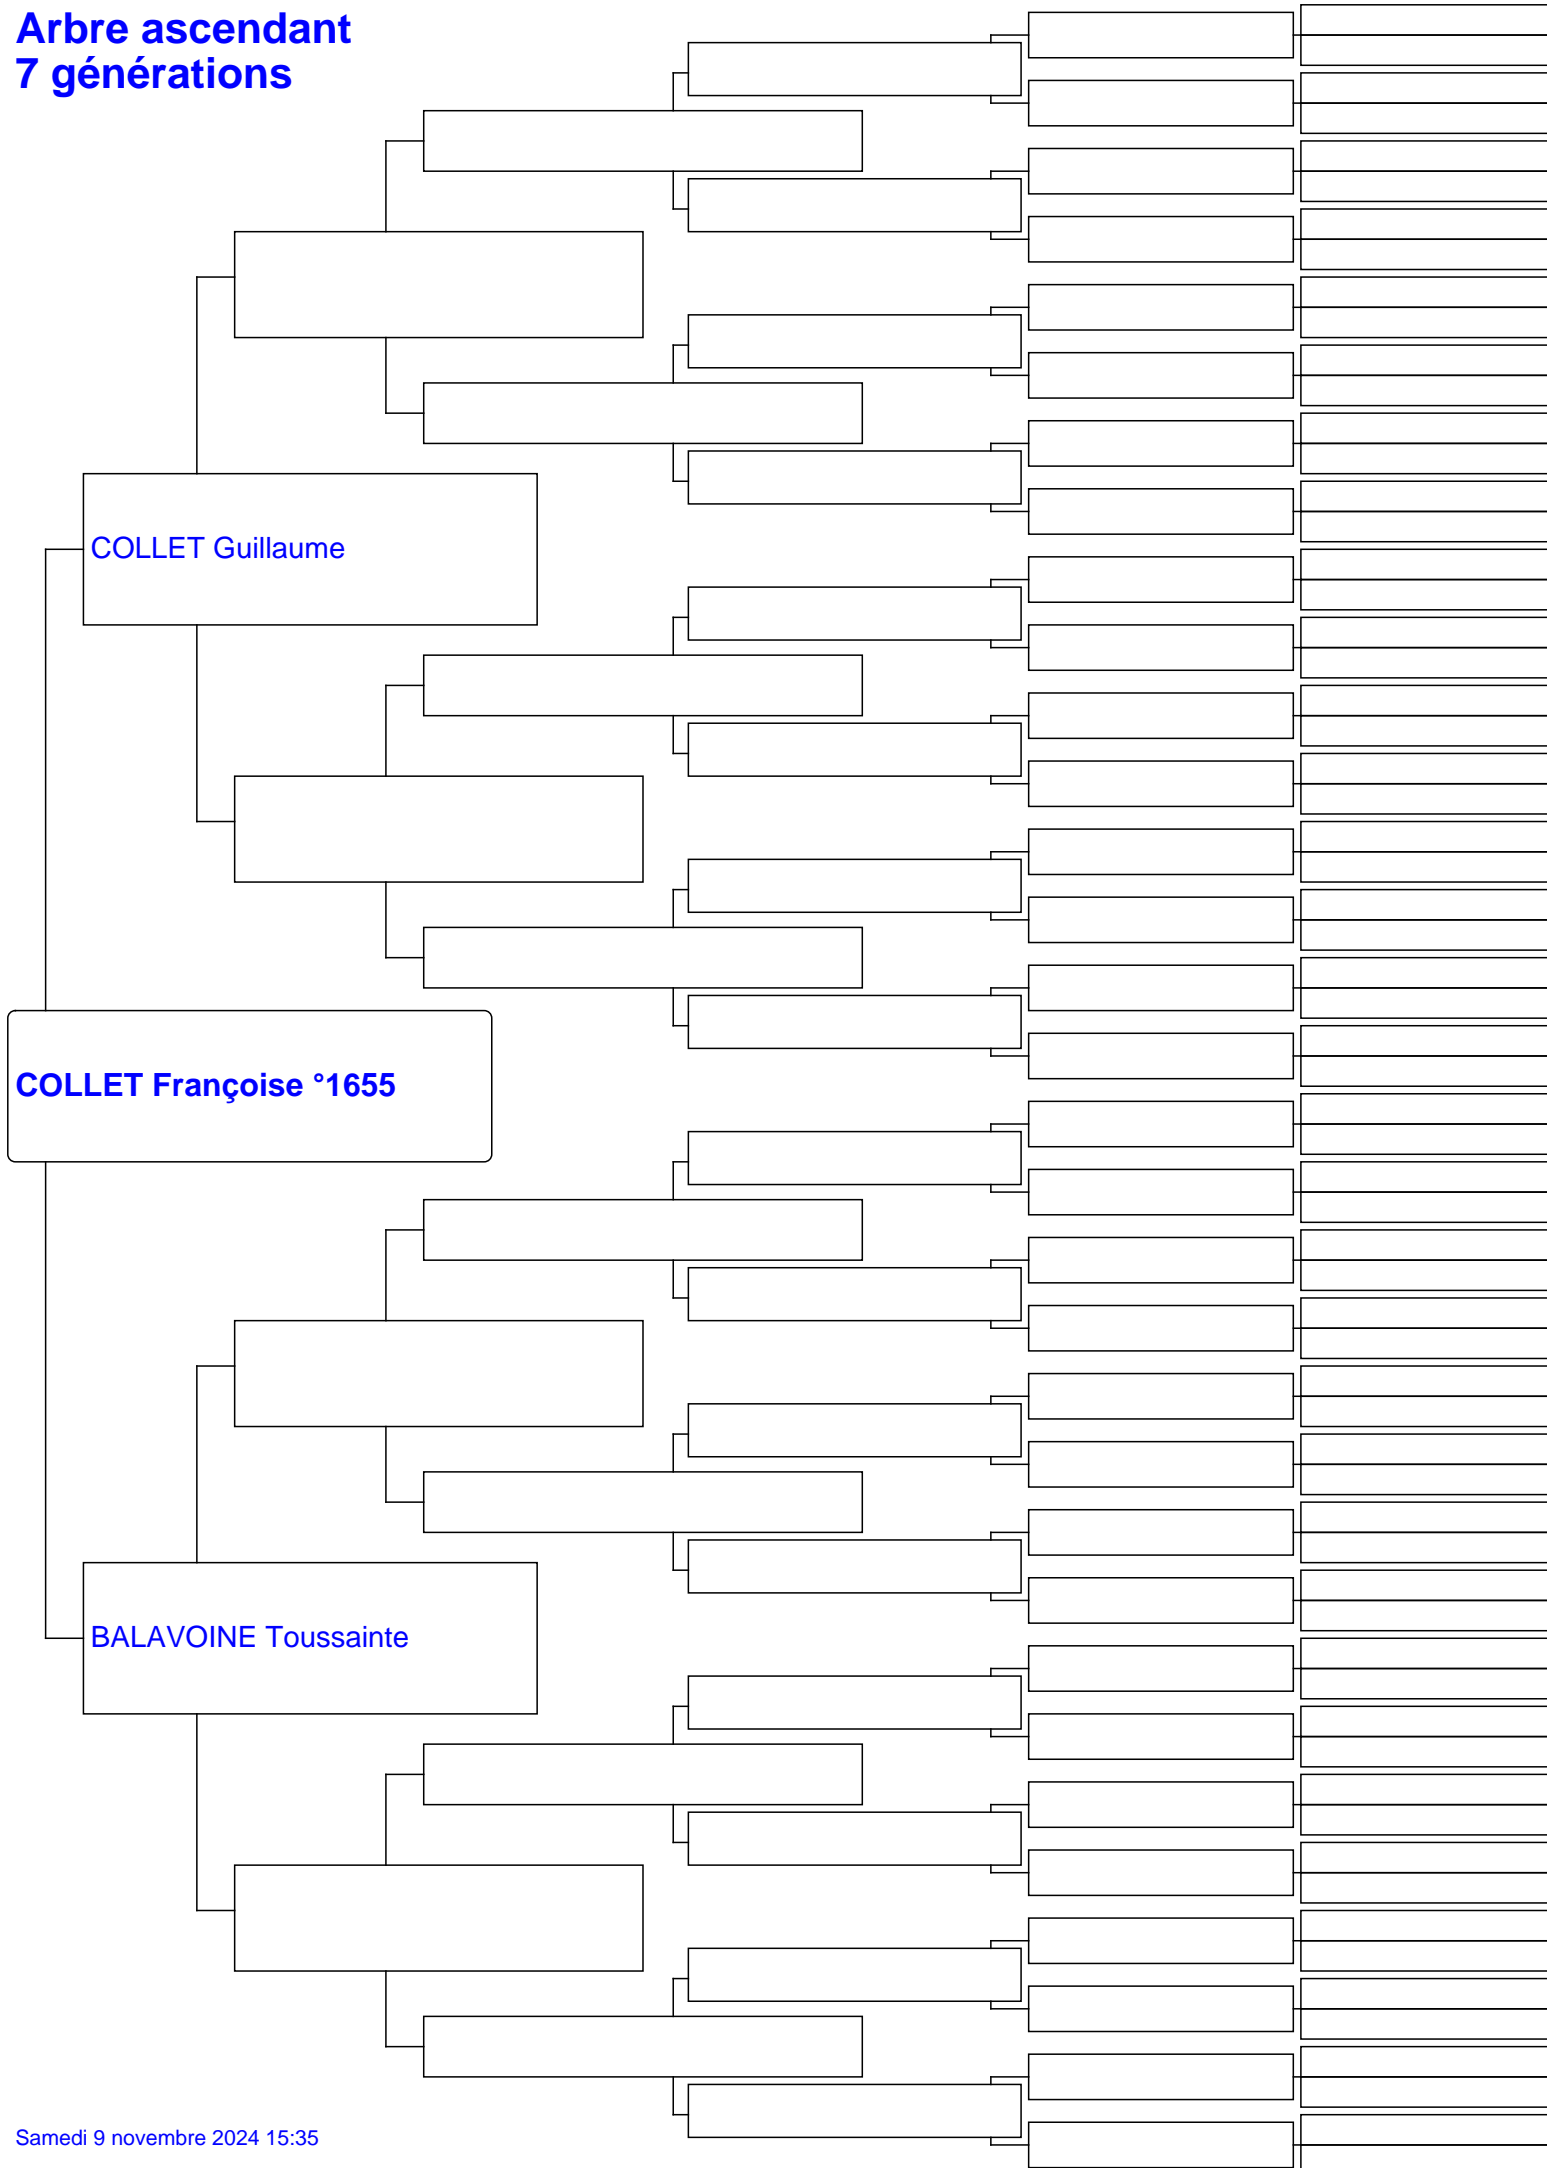 Arbre ascendant
7 générations
COLLET Guillaume
COLLET Françoise °1655
BALAVOINE Toussainte
Samedi 9 novembre 2024 15:35